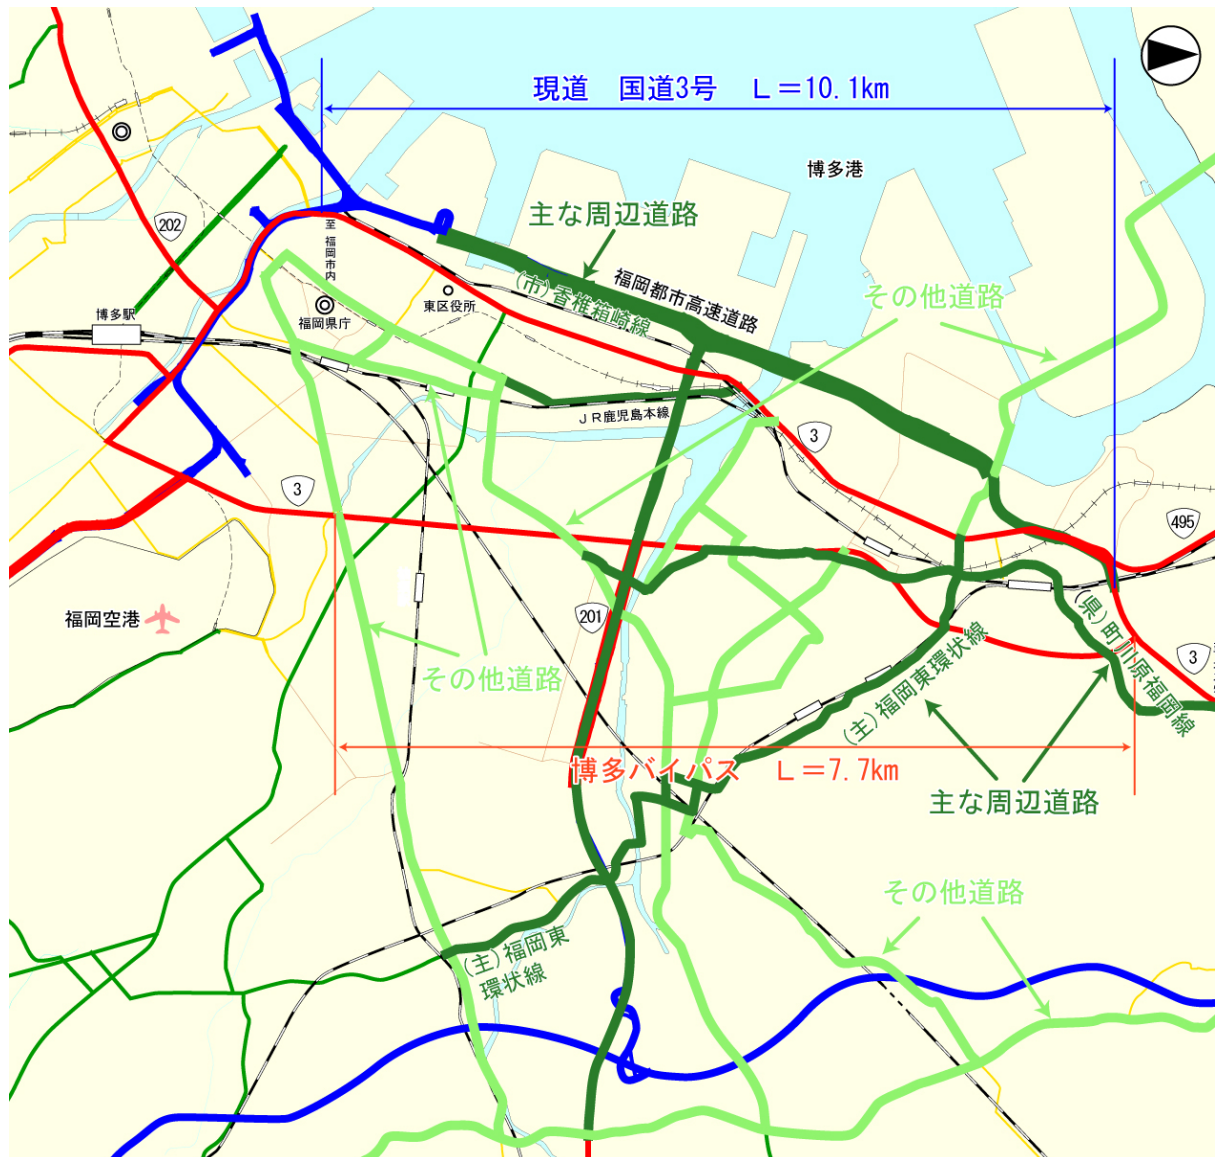 現道　国道3号　Ｌ＝10.1km
博多港
主な周辺道路
202
至 福岡市内
福岡都市高速道路
(市)香椎箱崎線
その他道路
東区役所
博多駅
福岡県庁
ＪＲ鹿児島本線
3
3
495
201
福岡空港
その他道路
(主)福岡東環状線
(県)町川原福岡線
3
博多バイパス　Ｌ＝7.7km
主な周辺道路
その他道路
(主)福岡東
環状線